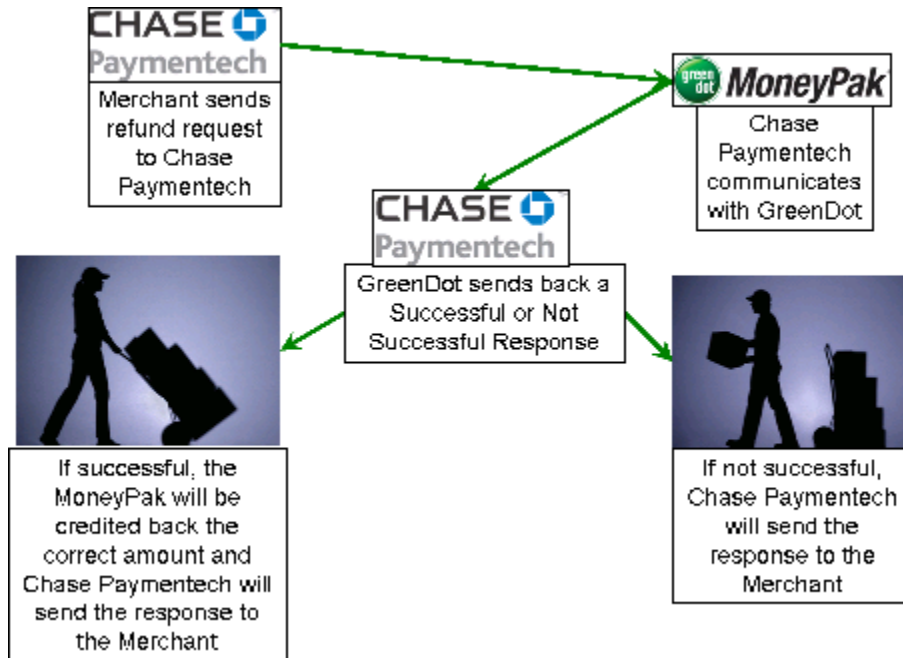 CHASE
Paymentech
Merchant sends
refund request
to Chase
Paymentech
green
dot
MoneyPak
Chase
Paymentech
communicates
with GreenDot
CHASE
Paymentech
GreenDot sends back a
Successful or Not
Successful Response
If successful, the
MoneyPak will be
credited back the
correct amount and
Chase Paymentech will
send the response to
the Merchant
If not successful,
Chase Paymentech
will send the
response to the
Merchant